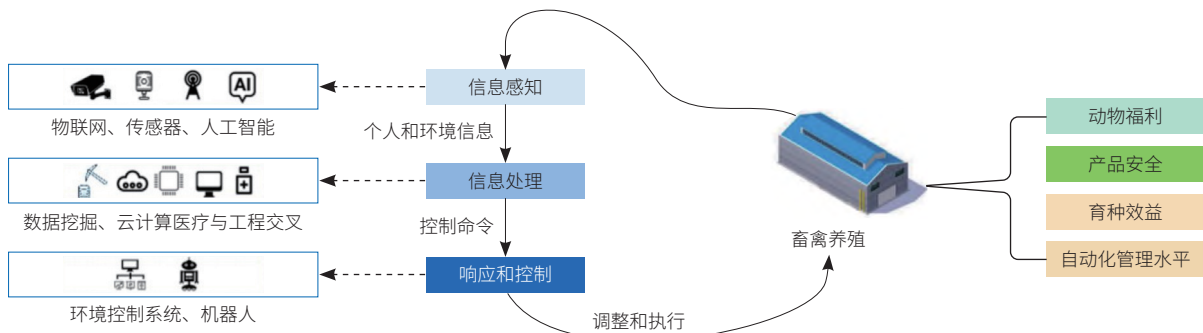 AI
物联网、传感器、人工智能
信息感知
个人和环境信息
数据挖掘、云计算医疗与工程交叉
信息处理
控制命令
环境控制系统、机器人
响应和控制
调整和执行
畜禽养殖
动物福利
产品安全
育种效益
自动化管理水平